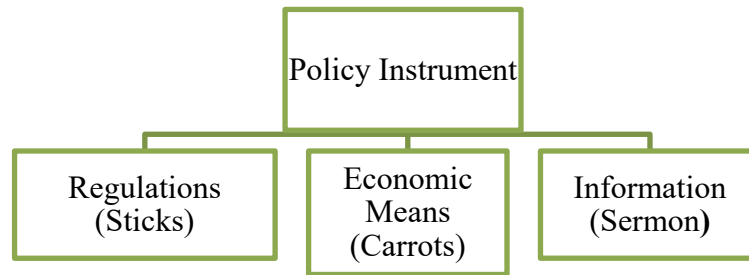 Policy Instrument
Regulations
(Sticks)
Economic
Means
(Carrots)
Information
(Sermon)